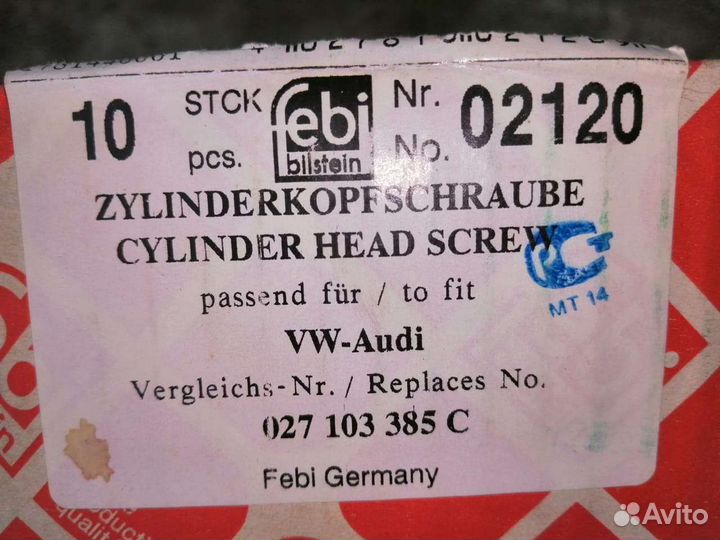 10 STCK pcs. febi bilstein Nr. No. 02120
ZYLINDERKOPFSCHRAUBE
CYLINDER HEAD SCREW
passend für / to fit
VW-Audi
Vergleichs-Nr. / Replaces No.
027 103 385 C
Febi Germany
PCT
MT 14
Avito